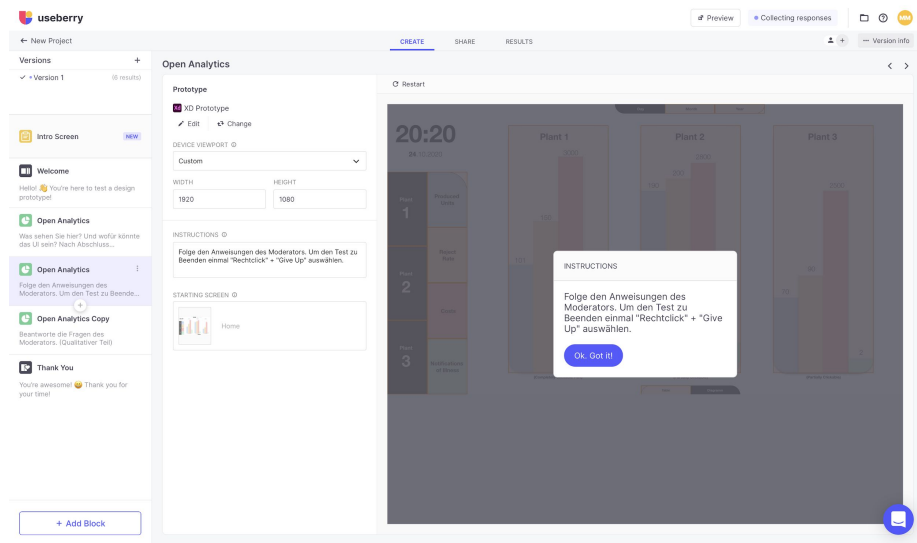 useberry
Preview
Collecting responses
MM
New Project
CREATE
SHARE
RESULTS
Version info
Versions
Version 1
(6 results)
Intro Screen
NEW
Welcome
Hello! 👋 You're here to test a design
prototype!
Open Analytics
Was sehen Sie hier? Und wofür könnte
das UI sein? Nach Abschluss...
Open Analytics
Folge den Anweisungen des
Moderators. Um den Test zu Beende...
Open Analytics Copy
Beantworte die Fragen des
Moderators. (Qualitativer Teil)
Thank You
You're awesome! 😄 Thank you for
your time!
+ Add Block
Open Analytics
Prototype
Xd XD Prototype
Edit
Change
DEVICE VIEWPORT
Custom
WIDTH
HEIGHT
1920
1080
INSTRUCTIONS
Folge den Anweisungen des Moderators. Um den Test zu
Beenden einmal "Rechtclick" + "Give Up" auswählen.
STARTING SCREEN
Home
Restart
20:20
Plant 1
Plant 2
Plant 3
Plant
1
Plant
2
Plant
3
INSTRUCTIONS
Folge den Anweisungen des
Moderators. Um den Test zu
Beenden einmal "Rechtclick" + "Give
Up" auswählen.
Ok. Got it!